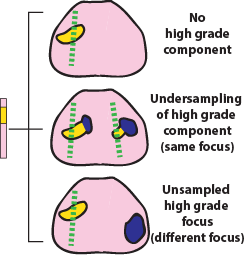 No
high grade
component
Undersampling
of high grade
component
(same focus)
Unsampled
high grade
focus
(different focus)